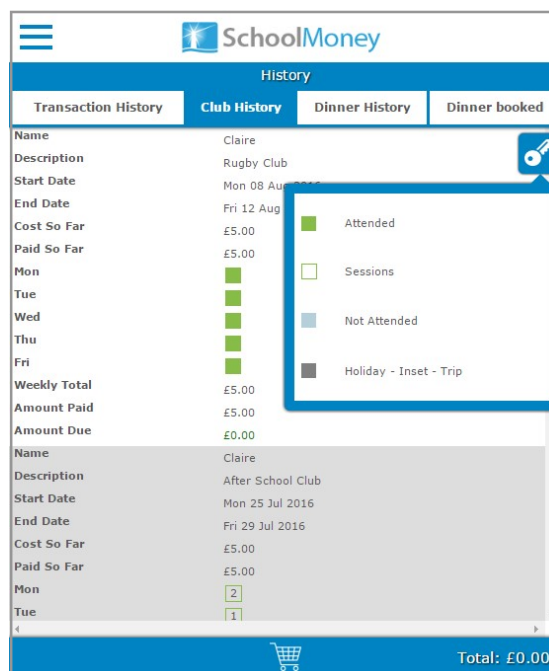 SchoolMoney
History
Transaction History Club History Dinner History Dinner booked
Name Claire
Description Rugby Club
Start Date Mon 08 Aug 2016
End Date Fri 12 Aug
Cost So Far £5.00
Paid So Far £5.00
Mon
Tue
Wed
Thu
Fri
Weekly Total £5.00
Amount Paid £5.00
Amount Due £0.00
Attended
Sessions
Not Attended
Holiday - Inset - Trip
Name Claire
Description After School Club
Start Date Mon 25 Jul 2016
End Date Fri 29 Jul 2016
Cost So Far £5.00
Paid So Far £5.00
Mon 2
Tue 1
Total: £0.00